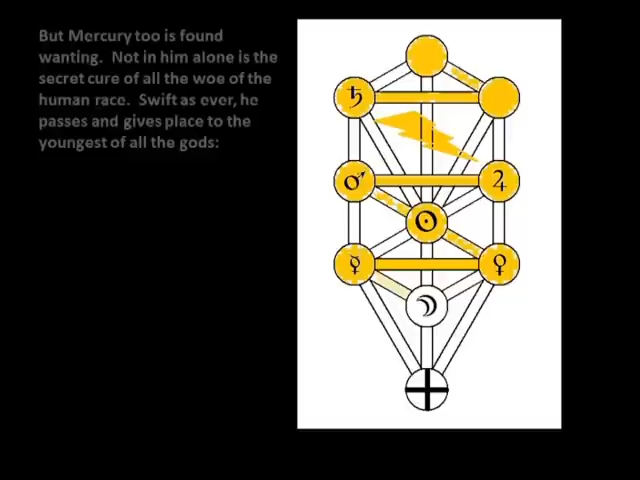 But Mercury too is found
wanting.  Not in him alone is the
secret cure of all the woe of the
human race.  Swift as ever, he
passes and gives place to the
youngest of all the gods:
♄
♂ ♃
☉
☿ ♀
☽